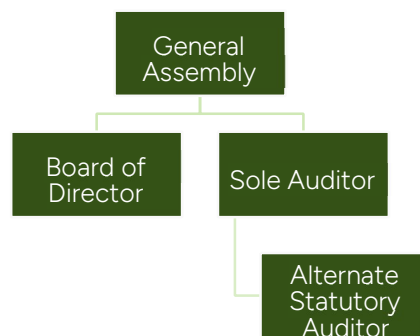 General
Assembly
Board of
Director
Sole Auditor
Alternate
Statutory
Auditor